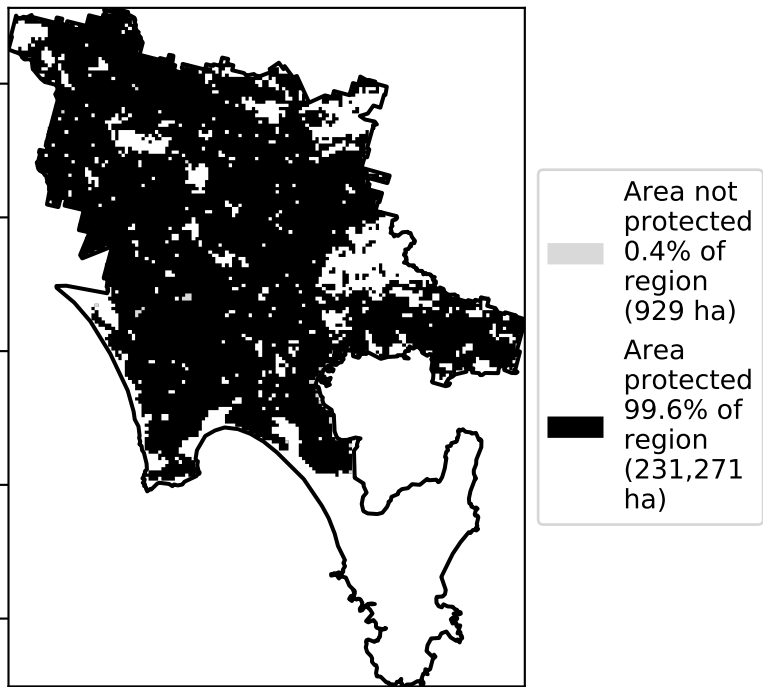 Area not
protected
0.4% of
region
(929 ha)
Area
protected
99.6% of
region
(231,271
ha)